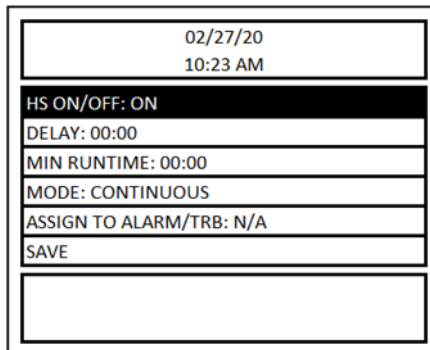 02/27/20
10:23 AM
HS ON/OFF: ON
DELAY: 00:00
MIN RUNTIME: 00:00
MODE: CONTINUOUS
ASSIGN TO ALARM/TRB: N/A
SAVE